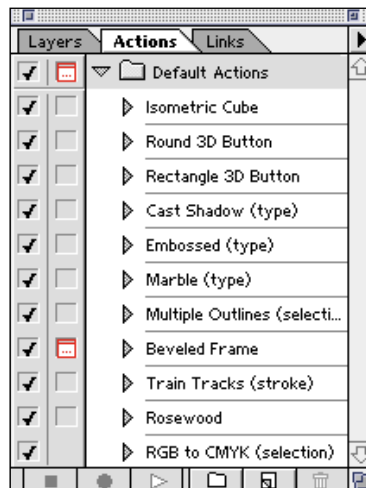 Layers Actions Links
Default Actions
Isometric Cube
Round 3D Button
Rectangle 3D Button
Cast Shadow (type)
Embossed (type)
Marble (type)
Multiple Outlines (selecti...
Beveled Frame
Train Tracks (stroke)
Rosewood
RGB to CMYK (selection)